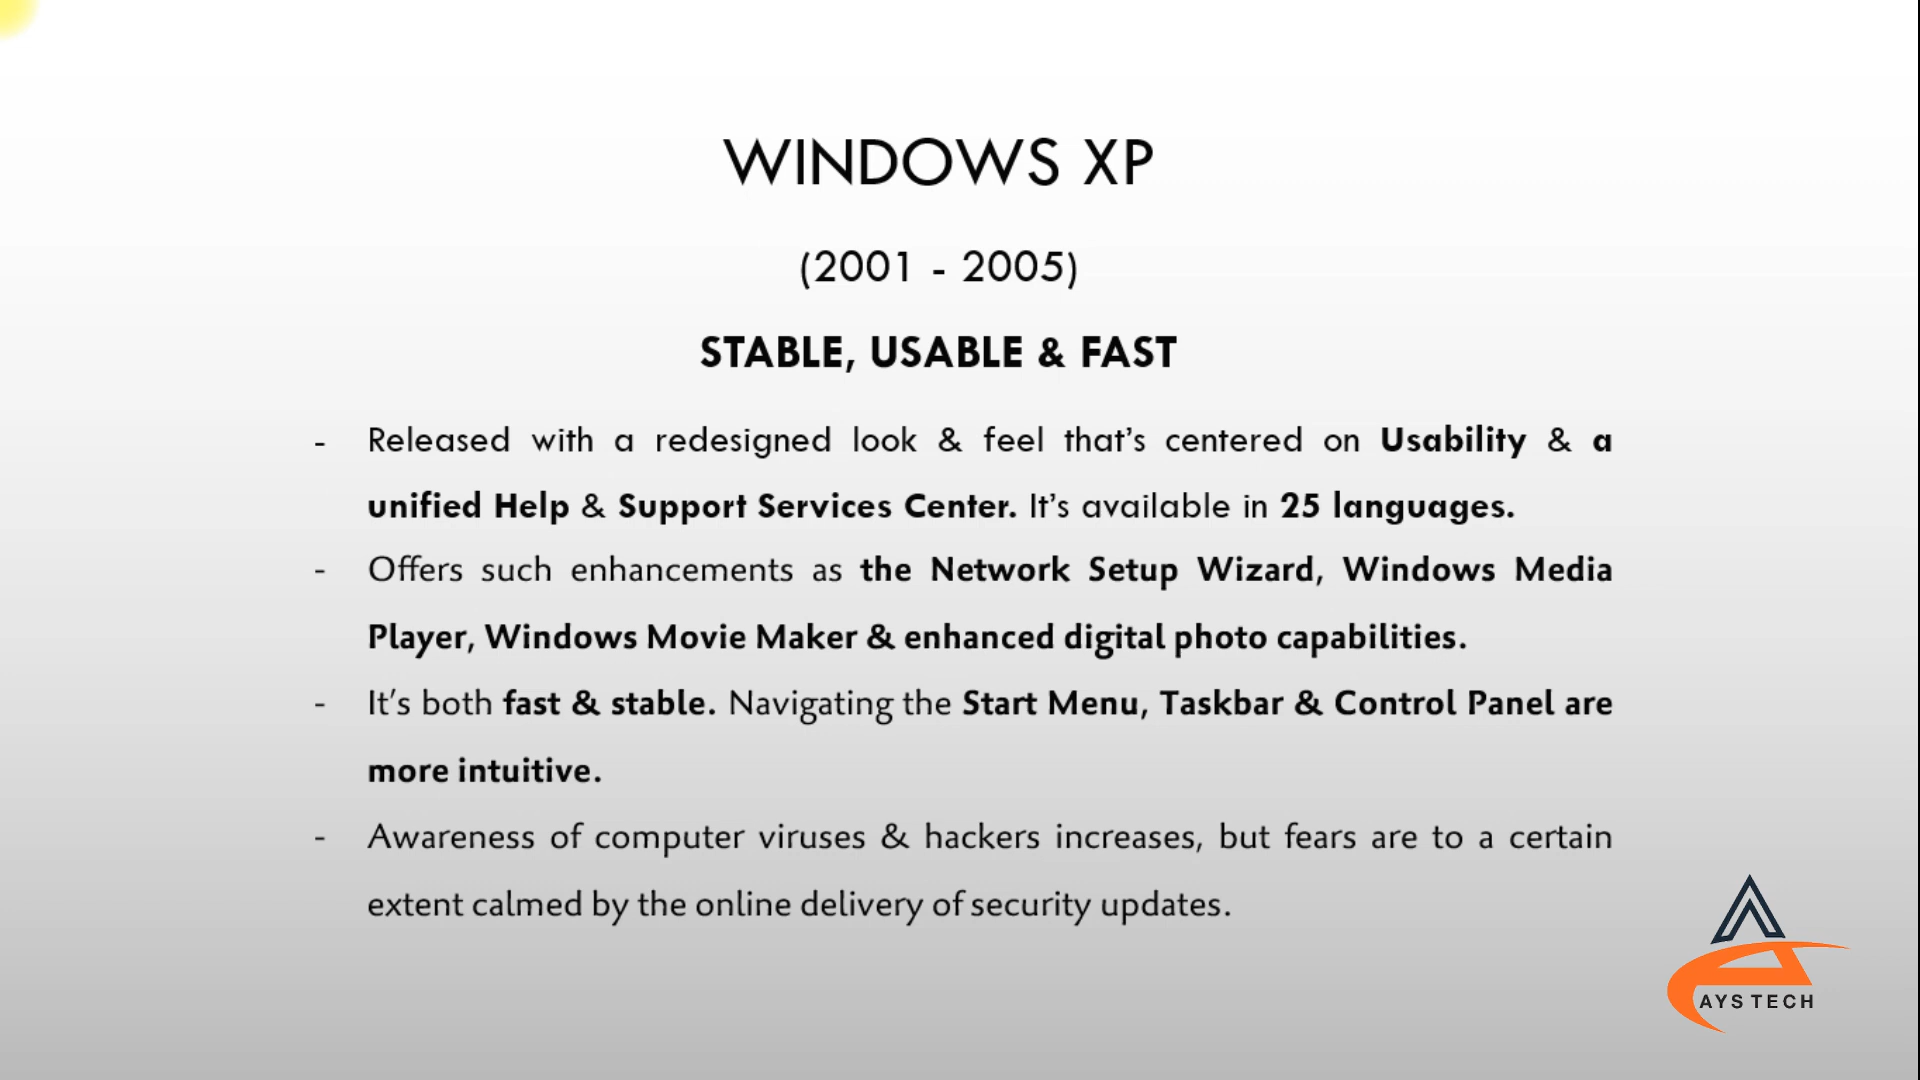 WINDOWS XP
(2001 - 2005)
STABLE, USABLE & FAST
- Released with a redesigned look & feel that's centered on Usability & a
unified Help & Support Services Center. It's available in 25 languages.
- Offers such enhancements as the Network Setup Wizard, Windows Media
Player, Windows Movie Maker & enhanced digital photo capabilities.
- It's both fast & stable. Navigating the Start Menu, Taskbar & Control Panel are
more intuitive.
- Awareness of computer viruses & hackers increases, but fears are to a certain
extent calmed by the online delivery of security updates.
AYS TECH